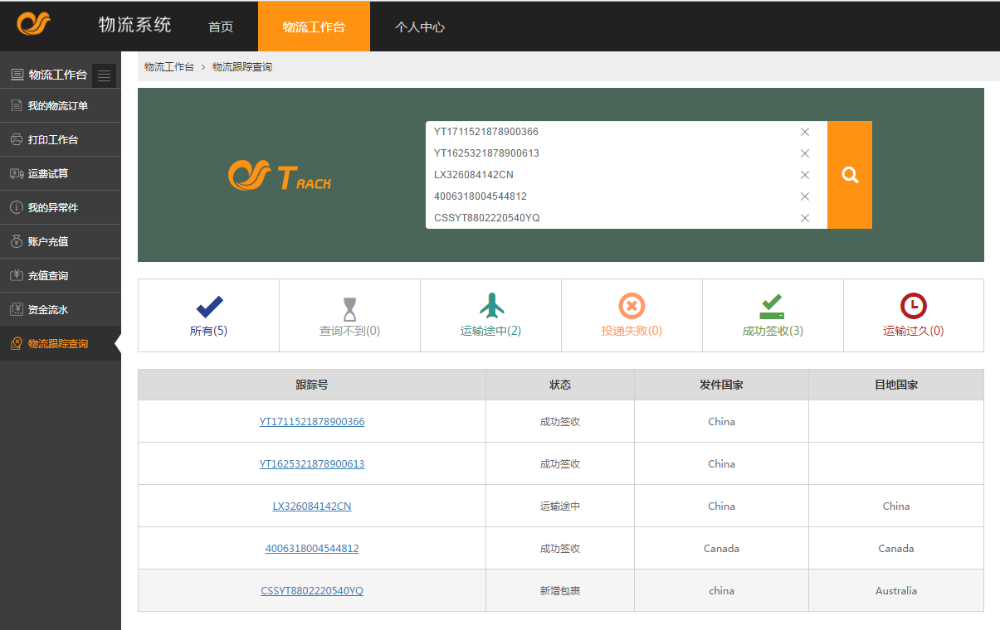 物流系统 首页 物流工作台 个人中心
物流工作台
我的物流订单
打印工作台
运费试算
我的异常件
账户充值
充值查询
资金流水
物流跟踪查询
物流工作台 > 物流跟踪查询
TRACK
YT1711521878900366
YT1625321878900613
LX326084142CN
4006318004544812
CSSYT8802220540YQ
所有(5) 查询不到(0) 运输途中(2) 投递失败(0) 成功签收(3) 运输过久(0)
跟踪号 状态 发件国家 目地国家
YT1711521878900366 成功签收 China
YT1625321878900613 成功签收 China
LX326084142CN 运输途中 China China
4006318004544812 成功签收 Canada Canada
CSSYT8802220540YQ 新增包裹 china Australia